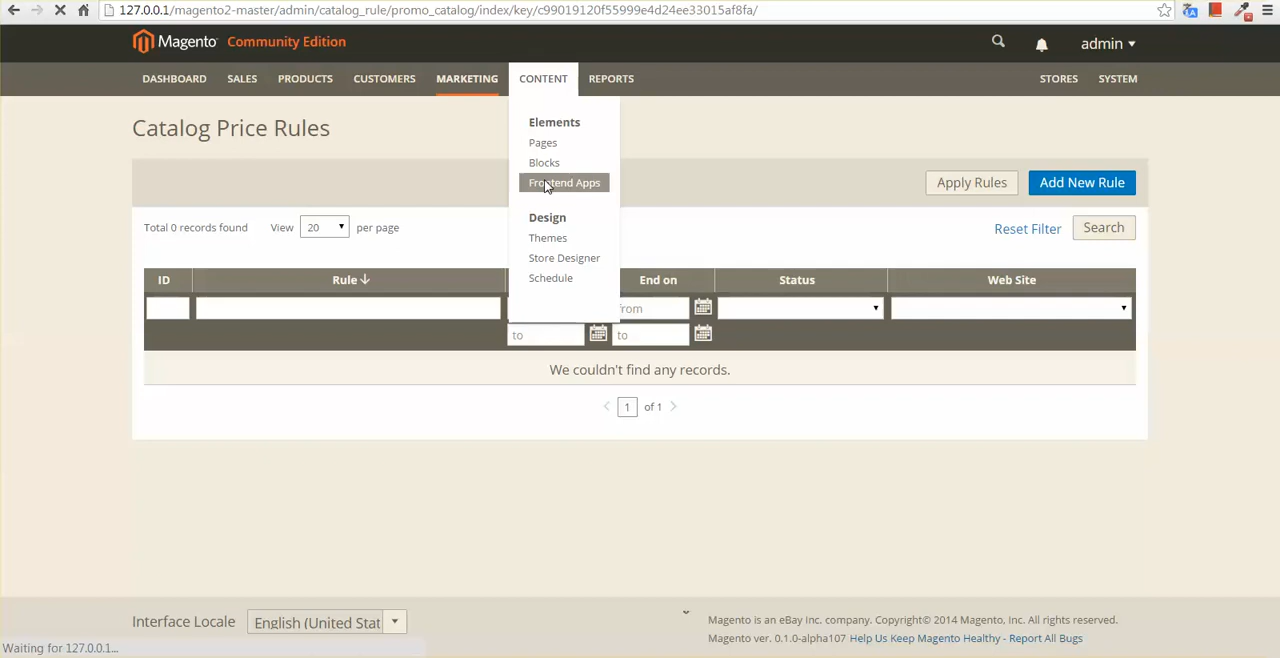 127.0.0.1/magento2-master/admin/catalog_rule/promo_catalog/index/key/c99019120f55999e4d24ee33015af8fa/
Magento Community Edition admin
DASHBOARD SALES PRODUCTS CUSTOMERS MARKETING CONTENT REPORTS STORES SYSTEM
Elements
Pages
Blocks
Frontend Apps
Design
Themes
Store Designer
Schedule
Catalog Price Rules
Apply Rules Add New Rule
Total 0 records found View 20 per page Reset Filter Search
ID Rule End on Status Web Site
from
to to
We couldn't find any records.
1 of 1
Interface Locale English (United Stat
Magento is an eBay Inc. company. Copyright© 2014 Magento, Inc. All rights reserved.
Magento ver. 0.1.0-alpha107 Help Us Keep Magento Healthy - Report All Bugs
Waiting for 127.0.0.1...